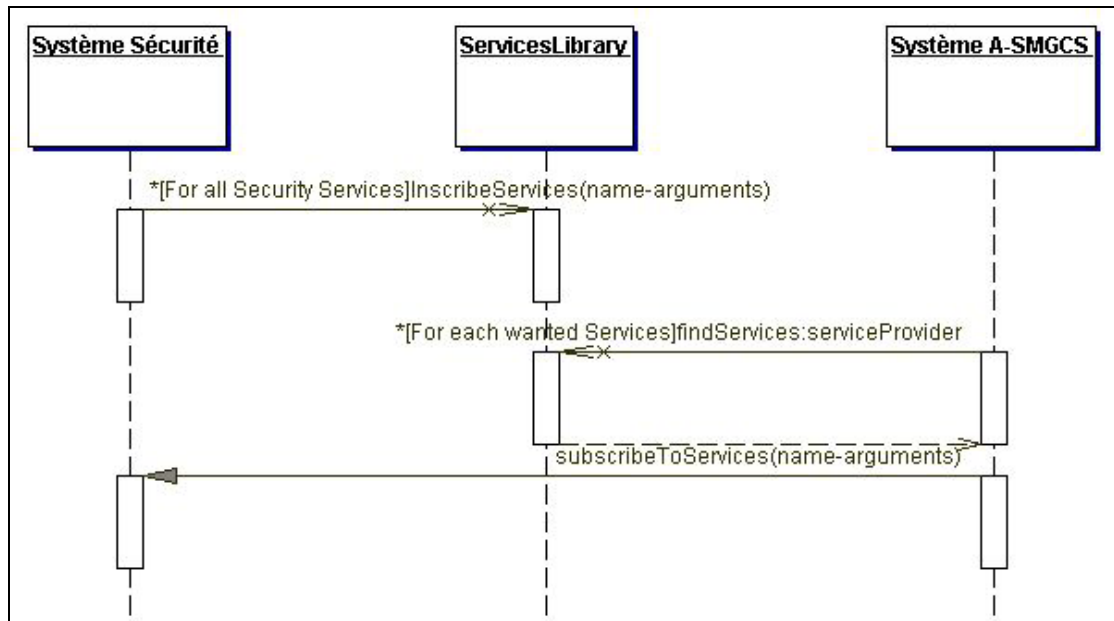 Système Sécurité
ServicesLibrary
Système A-SMGCS
*[For all Security Services]InscribeServices(name-arguments)
*[For each wanted Services]findServices:serviceProvider
subscribeToServices(name-arguments)